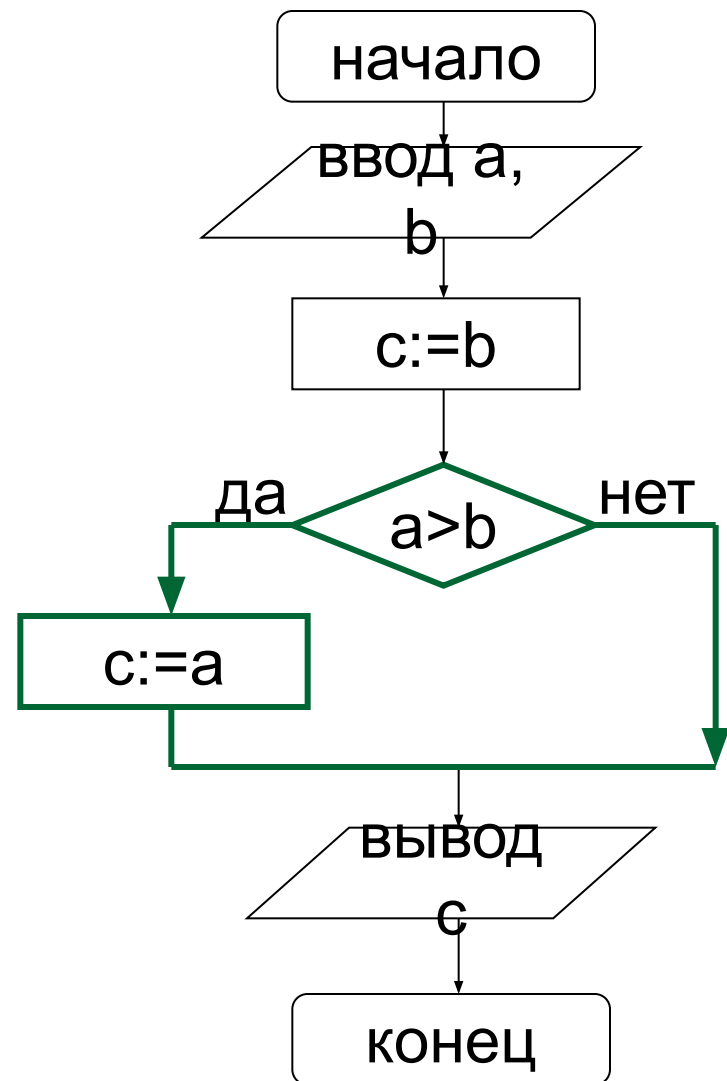 начало
ввод a,
b
c:=b
да
нет
a>b
c:=a
вывод
c
конец